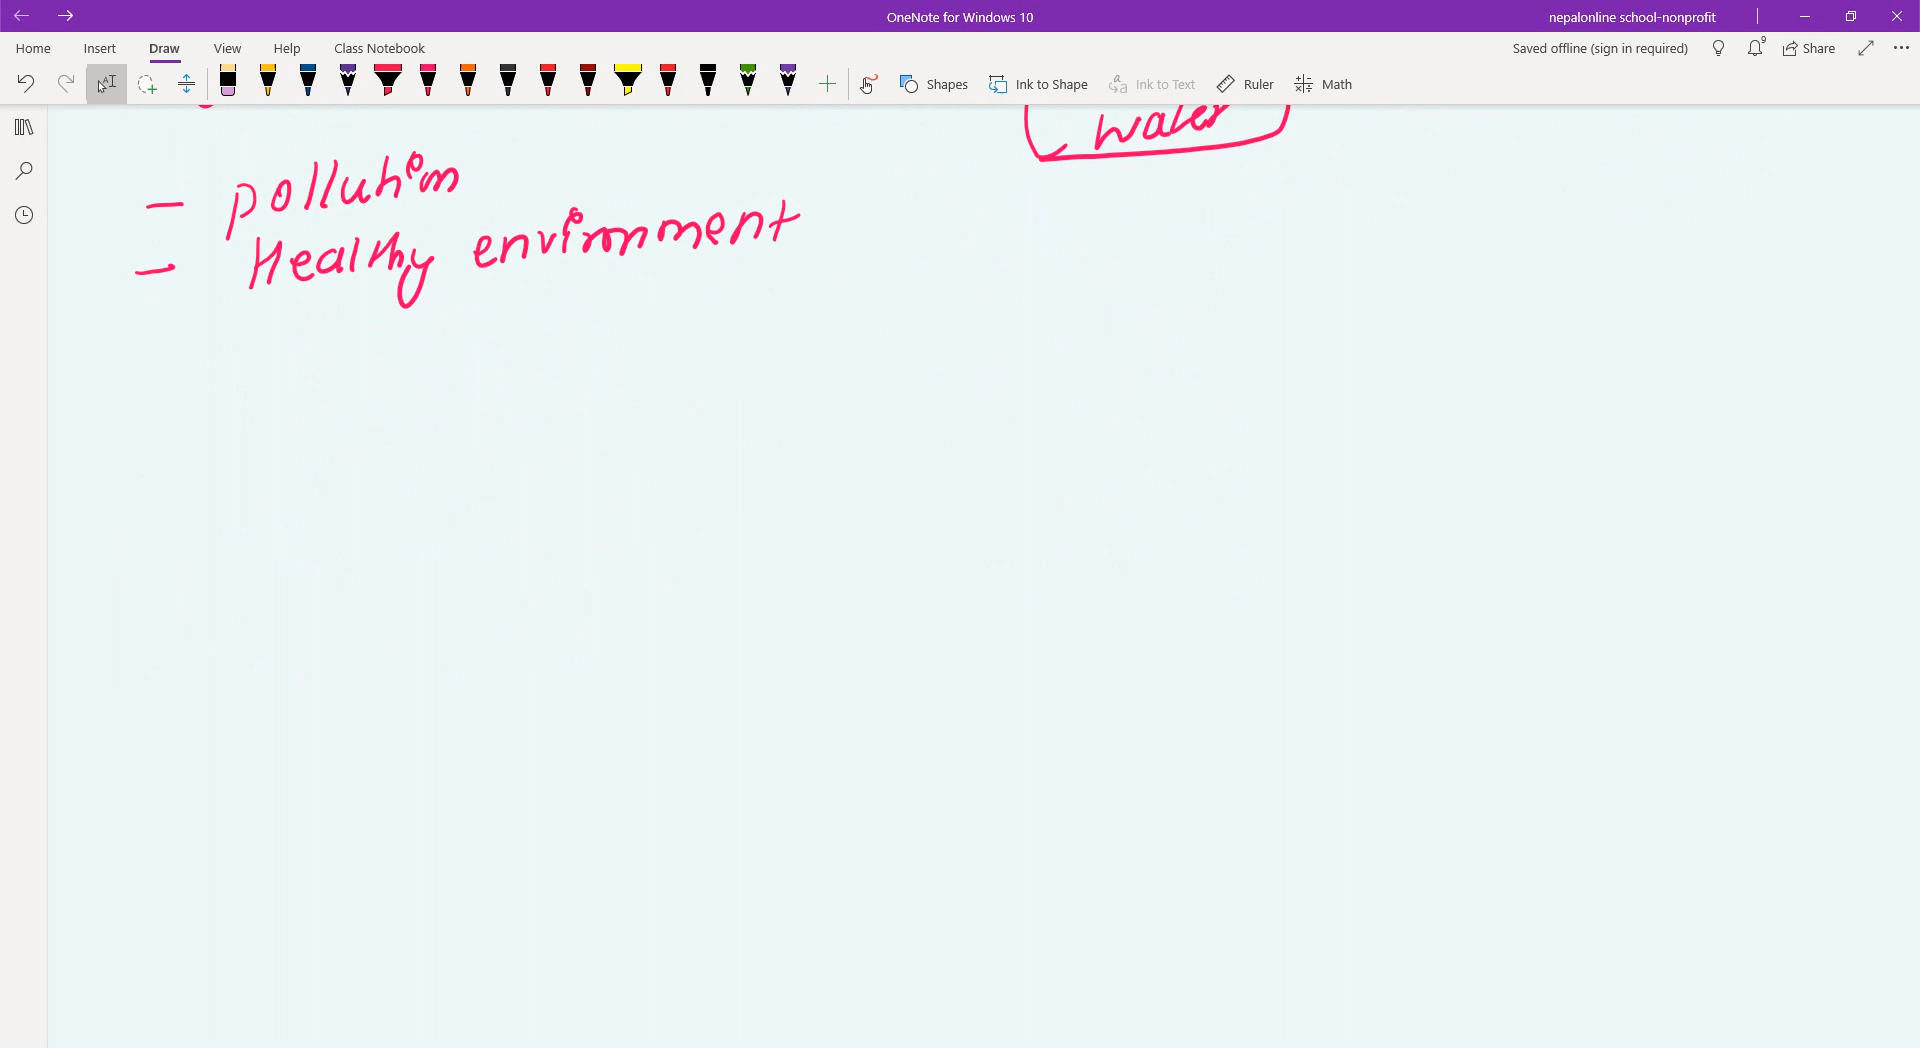 OneNote for Windows 10
nepalonline school-nonprofit
Home Insert Draw View Help Class Notebook
Saved offline (sign in required) 9 Share
Shapes Ink to Shape Ink to Text Ruler Math
water
- pollution
- Healthy environment